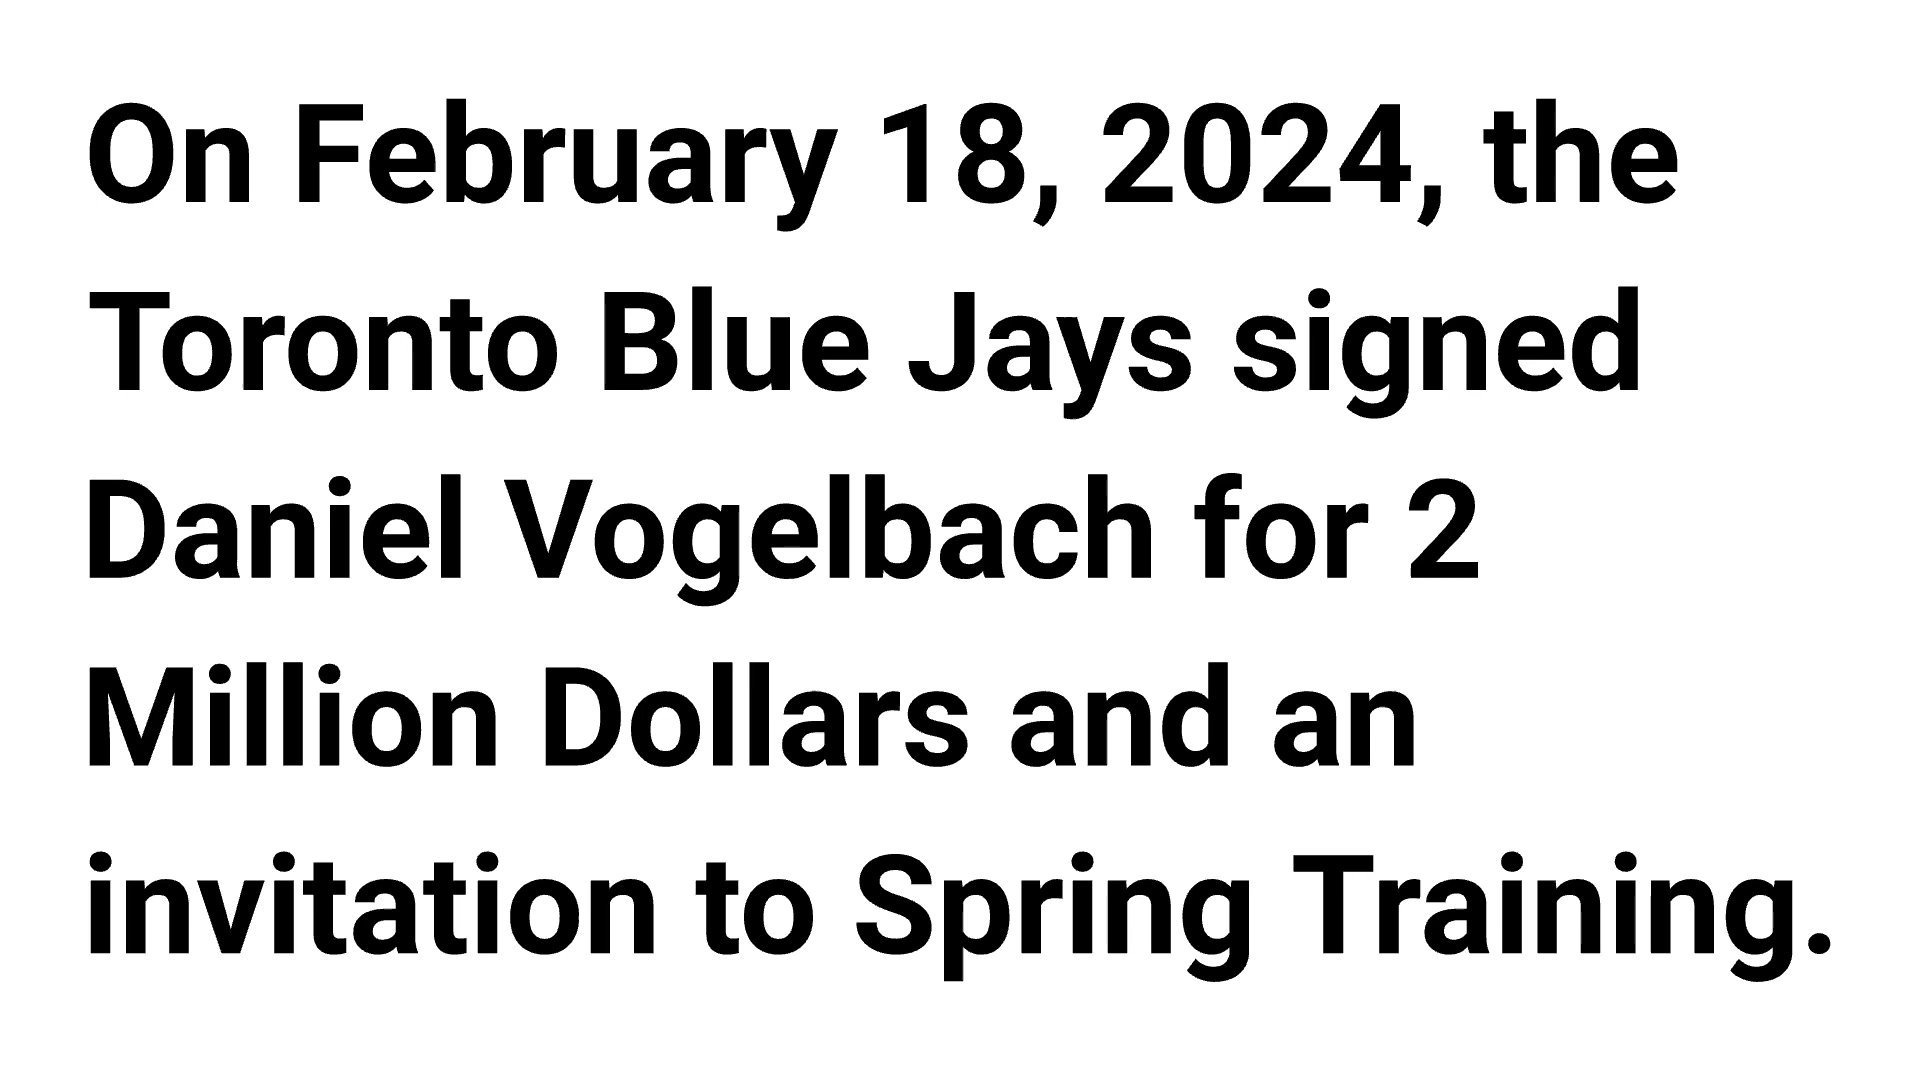 On February 18, 2024, the
Toronto Blue Jays signed
Daniel Vogelbach for 2
Million Dollars and an
invitation to Spring Training.